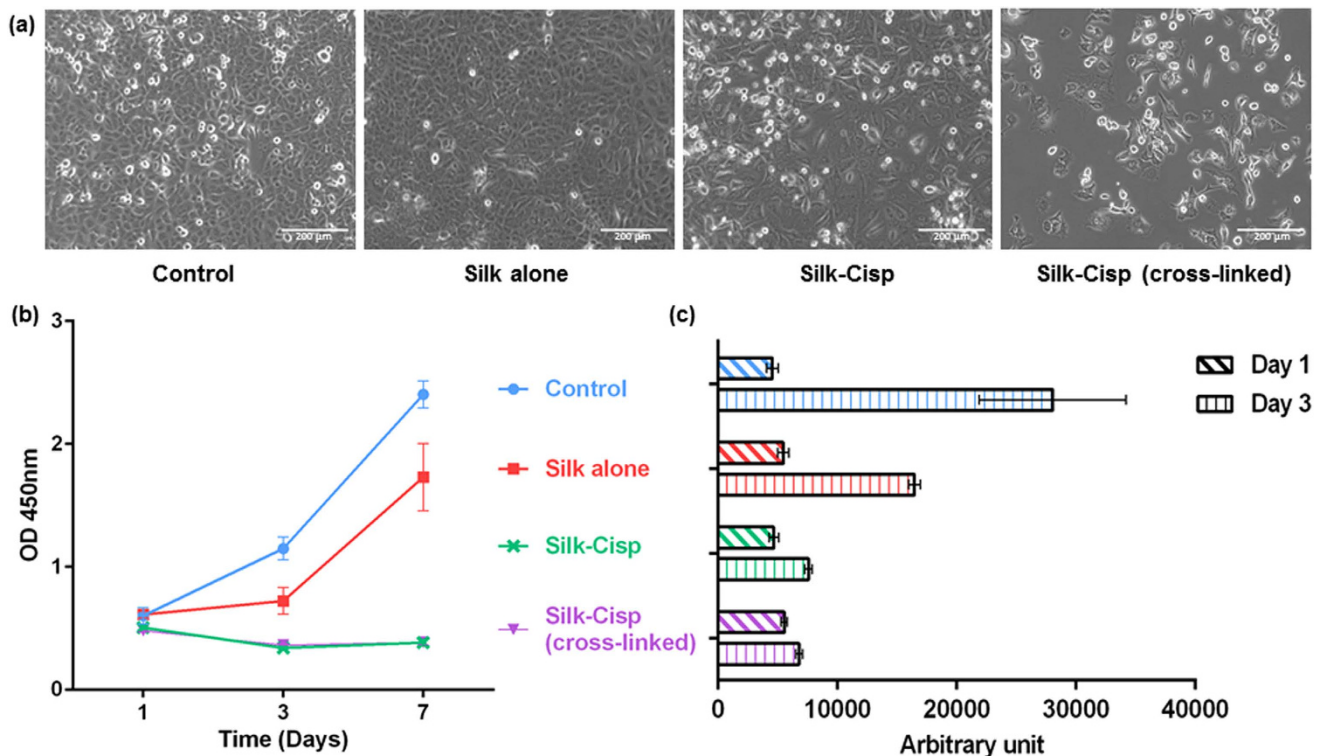 (a)
200 μm
200 μm
200 μm
200 μm
Control
Silk alone
Silk-Cisp
Silk-Cisp (cross-linked)
(b)
3
2
1
0
OD 450nm
1
3
7
Time (Days)
Control
Silk alone
Silk-Cisp
Silk-Cisp
(cross-linked)
(c)
Day 1
Day 3
0
10000
20000
30000
40000
Arbitrary unit